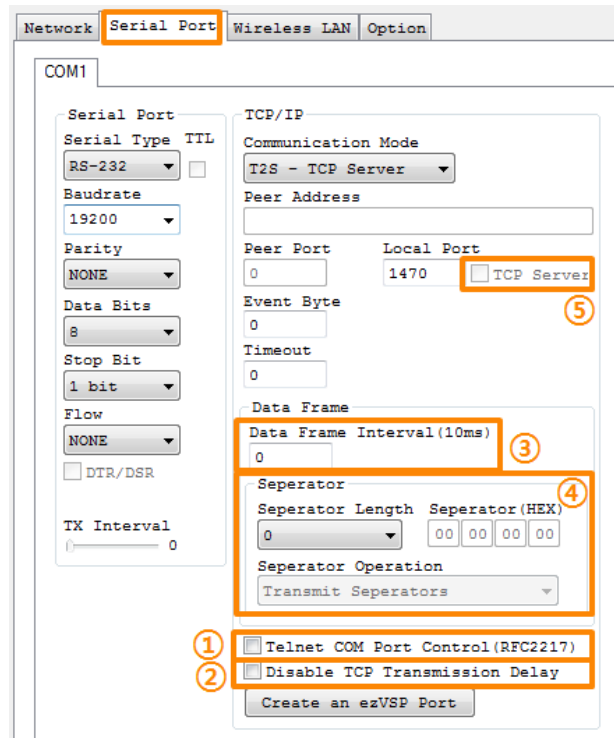 Network Serial Port Wireless LAN Option
COM1
Serial Port
Serial Type TTL
RS-232
Baudrate
19200
Parity
NONE
Data Bits
8
Stop Bit
1 bit
Flow
NONE
DTR/DSR
TX Interval
0
TCP/IP
Communication Mode
T2S - TCP Server
Peer Address
Peer Port Local Port
0 1470 TCP Server
⑤
Event Byte
0
Timeout
0
Data Frame
Data Frame Interval(10ms)
0
③
Seperator
④
Seperator Length Seperator(HEX)
0 00 00 00 00
Seperator Operation
Transmit Seperators
① Telnet COM Port Control(RFC2217)
② Disable TCP Transmission Delay
Create an ezVSP Port